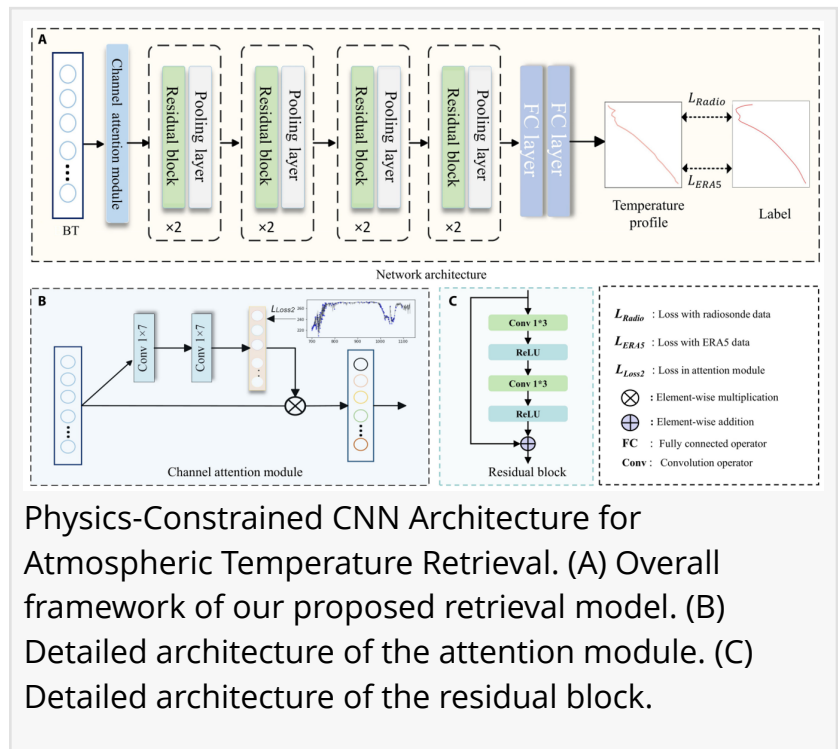 A
BT
Channel attention module
Residual block
Pooling layer
×2
Residual block
Pooling layer
×2
Residual block
Pooling layer
×2
Residual block
Pooling layer
×2
FC layer
FC layer
L_Radio
L_ERA5
Temperature
profile
Label
Network architecture
B
Conv 1×7
Conv 1×7
L_Loss2
700 800 900 1000 1100
Channel attention module
C
Conv 1*3
ReLU
Conv 1*3
ReLU
Residual block
L_Radio : Loss with radiosonde data
L_ERA5 : Loss with ERA5 data
L_Loss2 : Loss in attention module
: Element-wise multiplication
: Element-wise addition
FC : Fully connected operator
Conv : Convolution operator
Physics-Constrained CNN Architecture for
Atmospheric Temperature Retrieval. (A) Overall
framework of our proposed retrieval model. (B)
Detailed architecture of the attention module. (C)
Detailed architecture of the residual block.